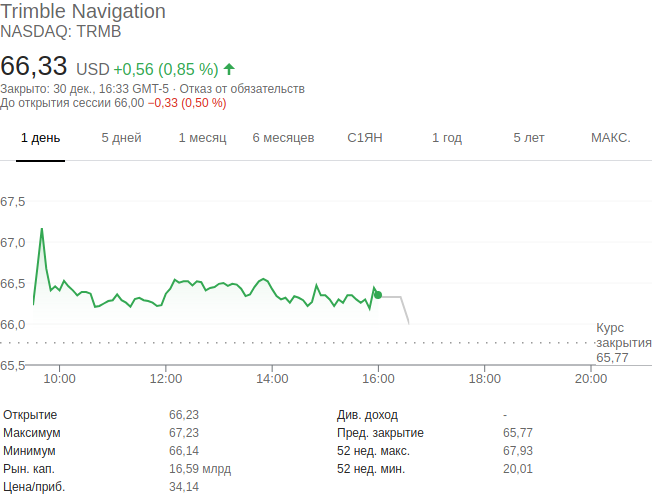 Trimble Navigation
NASDAQ: TRMB
66,33 USD +0,56 (0,85 %)
Закрыто: 30 дек., 16:33 GMT-5 · Отказ от обязательств
До открытия сессии 66,00 −0,33 (0,50 %)
1 день 5 дней 1 месяц 6 месяцев С1ЯН 1 год 5 лет МАКС.
67,5
67,0
66,5
66,0
Курс
закрытия
65,77
65,5
10:00 12:00 14:00 16:00 18:00 20:00
Открытие 66,23 Див. доход -
Максимум 67,23 Пред. закрытие 65,77
Минимум 66,14 52 нед. макс. 67,93
Рын. кап. 16,59 млрд 52 нед. мин. 20,01
Цена/приб. 34,14